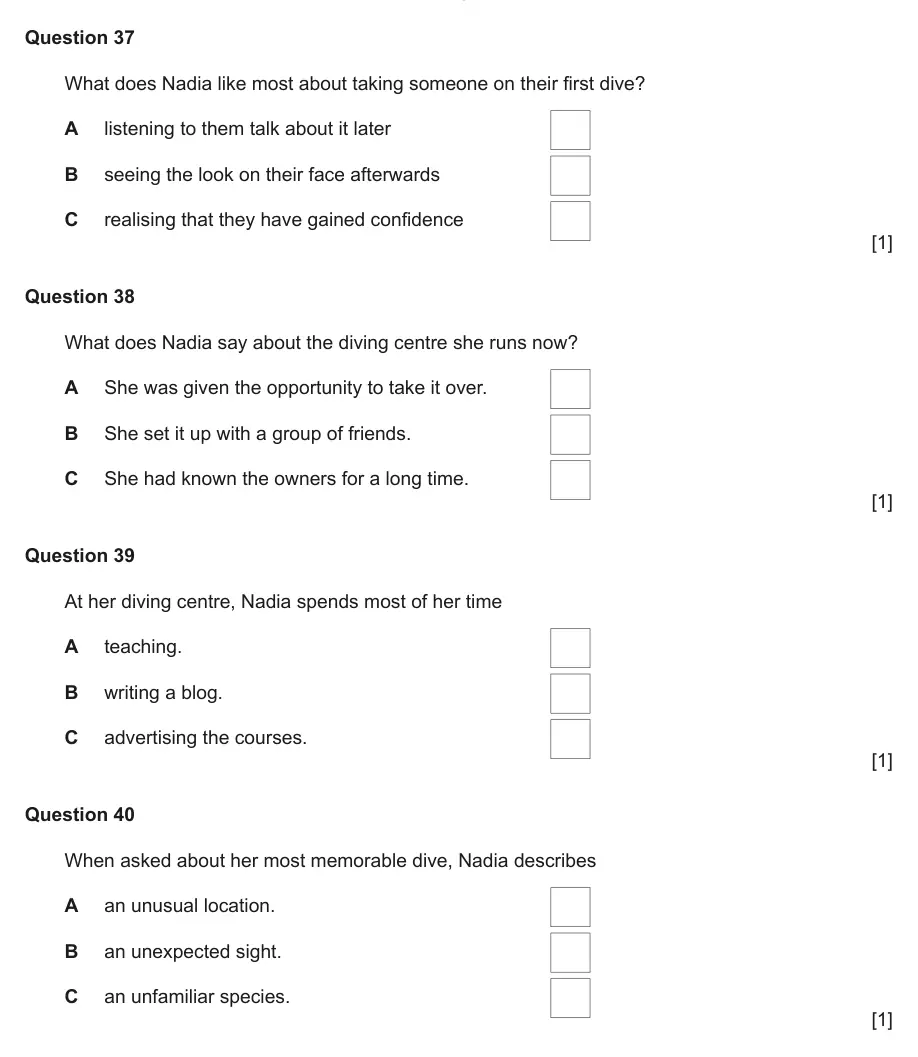 Question 37
What does Nadia like most about taking someone on their first dive?
A listening to them talk about it later
B seeing the look on their face afterwards
C realising that they have gained confidence
[1]
Question 38
What does Nadia say about the diving centre she runs now?
A She was given the opportunity to take it over.
B She set it up with a group of friends.
C She had known the owners for a long time.
[1]
Question 39
At her diving centre, Nadia spends most of her time
A teaching.
B writing a blog.
C advertising the courses.
[1]
Question 40
When asked about her most memorable dive, Nadia describes
A an unusual location.
B an unexpected sight.
C an unfamiliar species.
[1]